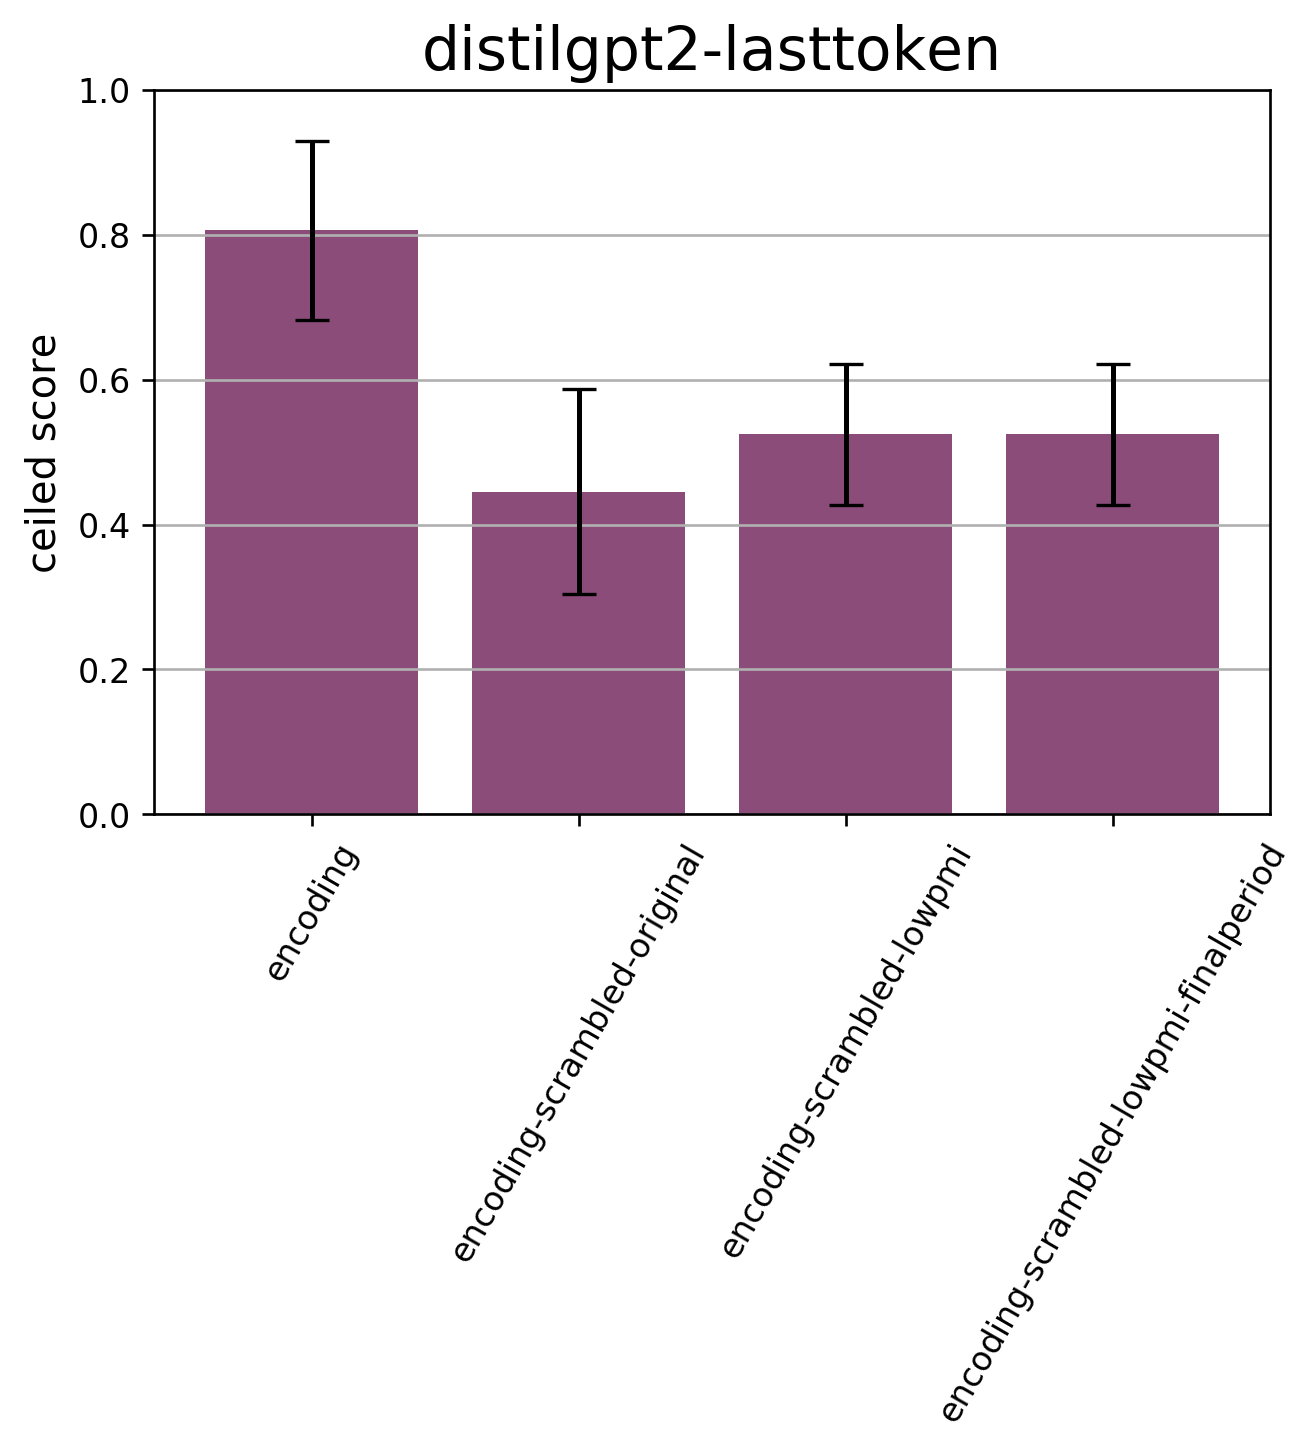 distilgpt2-lasttoken
1.0
0.8
0.6
0.4
0.2
0.0
ceiled score
encoding
encoding-scrambled-original
encoding-scrambled-lowpmi
encoding-scrambled-lowpmi-finalperiod